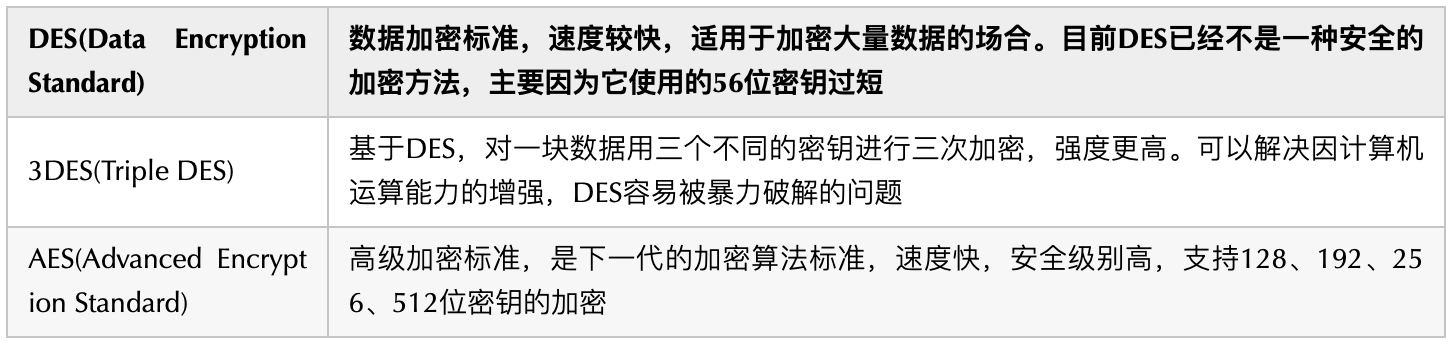 DES(Data Encryption
Standard)
数据加密标准，速度较快，适用于加密大量数据的场合。目前DES已经不是一种安全的
加密方法，主要因为它使用的56位密钥过短
3DES(Triple DES)
基于DES，对一块数据用三个不同的密钥进行三次加密，强度更高。可以解决因计算机
运算能力的增强，DES容易被暴力破解的问题
AES(Advanced Encrypt
ion Standard)
高级加密标准，是下一代的加密算法标准，速度快，安全级别高，支持128、192、25
6、512位密钥的加密